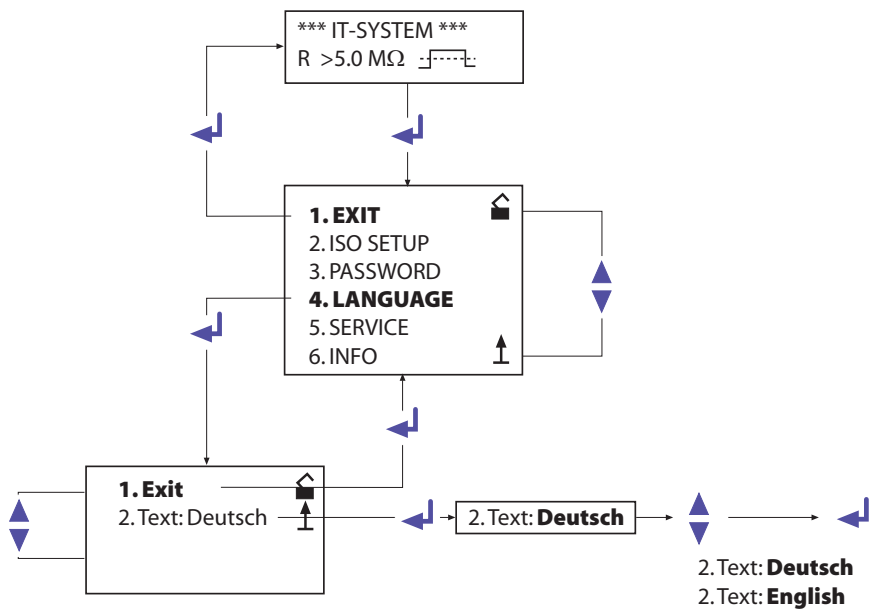 *** IT-SYSTEM ***
R >5.0 MΩ
1. EXIT
2. ISO SETUP
3. PASSWORD
4. LANGUAGE
5. SERVICE
6. INFO
1. Exit
2. Text: Deutsch
2. Text: Deutsch
2. Text: Deutsch
2. Text: English